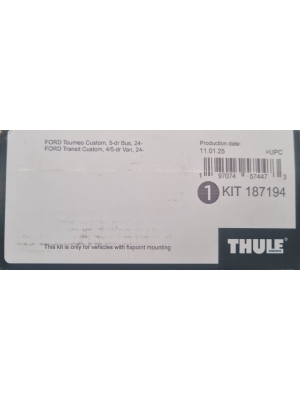 FORD Tourneo Custom, 5-dr Bus, 24-
FORD Transit Custom, 4/5-dr Van, 24-
Production date:
11.01.25
>UPC
1 97074 57447 2
1 KIT 187194
This kit is only for vehicles with fixpoint mounting
THULE